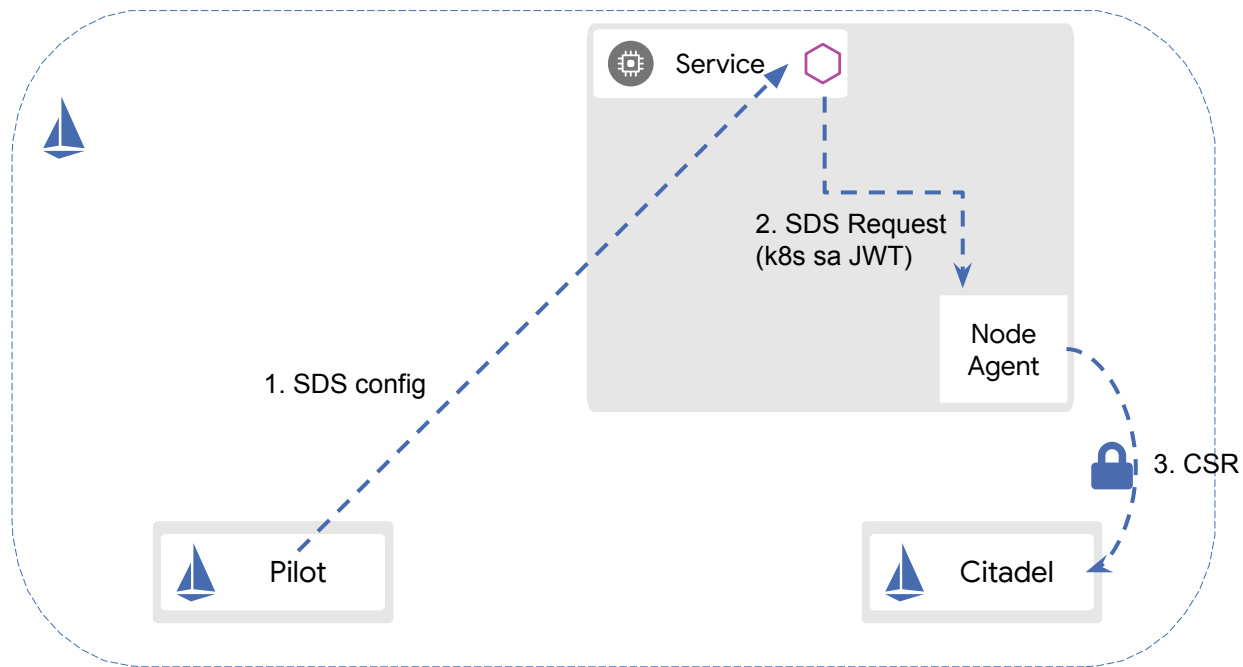 Service
2. SDS Request
(k8s sa JWT)
Node
Agent
1. SDS config
3. CSR
Pilot
Citadel